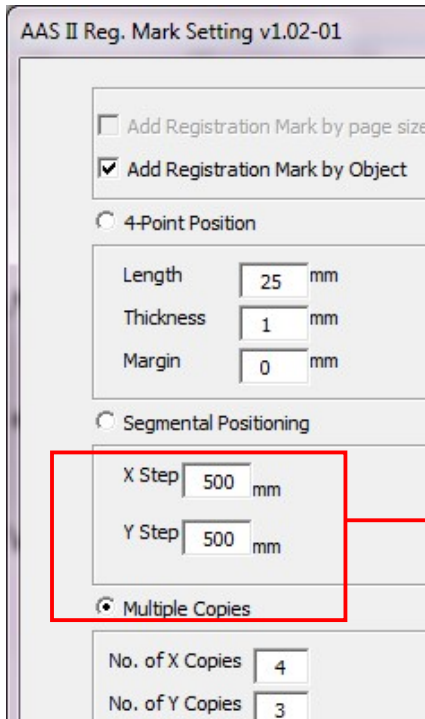 AAS II Reg. Mark Setting v1.02-01
Add Registration Mark by page size
Add Registration Mark by Object
4-Point Position
Length 25 mm
Thickness 1 mm
Margin 0 mm
Segmental Positioning
X Step 500 mm
Y Step 500 mm
Multiple Copies
No. of X Copies 4
No. of Y Copies 3